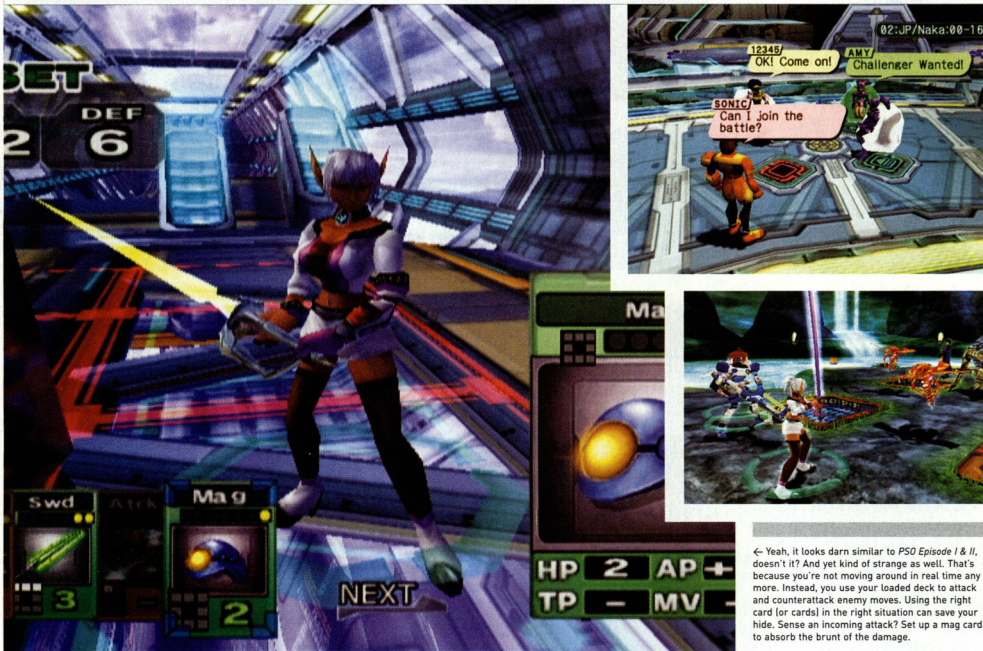 SET
DEF
2 6
Swd
Atck
Mag
3
2
NEXT
Ma
HP 2 AP +
TP – MV –
02:JP/Naka:00-16
12345
OK! Come on!
AMY
Challenger Wanted!
SONIC
Can I join the
battle?
← Yeah, it looks darn similar to PSO Episode I & II,
doesn't it? And yet kind of strange as well. That's
because you're not moving around in real time any
more. Instead, you use your loaded deck to attack
and counterattack enemy moves. Using the right
card (or cards) in the right situation can save your
hide. Sense an incoming attack? Set up a mag card
to absorb the brunt of the damage.